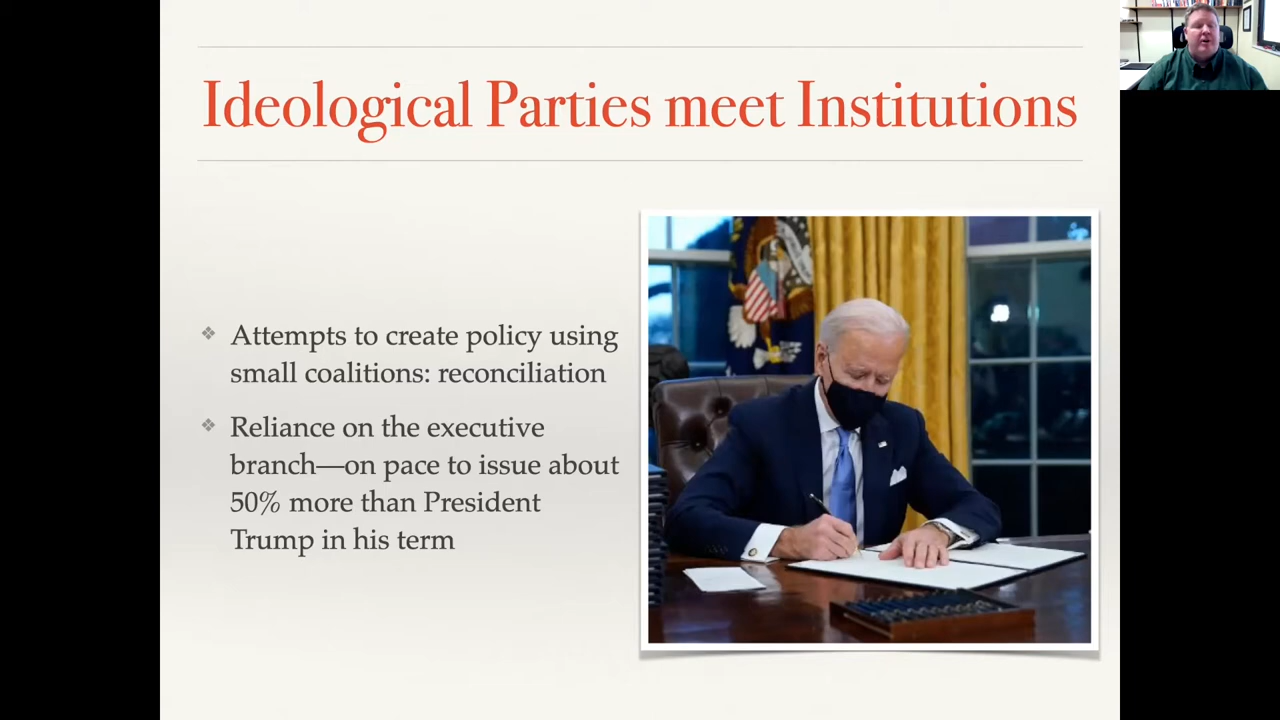 Ideological Parties meet Institutions
❖ Attempts to create policy using
small coalitions: reconciliation
❖ Reliance on the executive
branch—on pace to issue about
50% more than President
Trump in his term